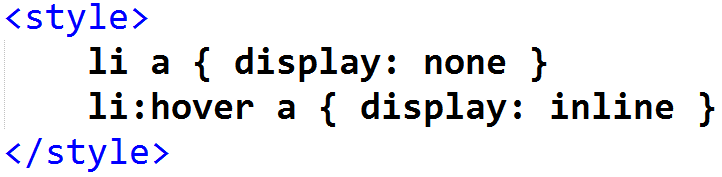 <style>
li a { display: none }
li:hover a { display: inline }
</style>